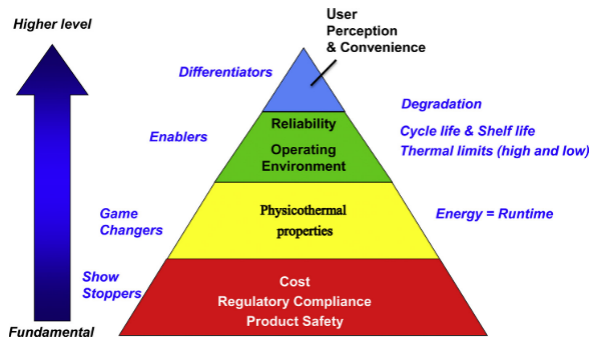 Higher level
User
Perception
& Convenience
Differentiators
Degradation
Reliability
Enablers
Cycle life & Shelf life
Operating
Environment
Thermal limits (high and low)
Game
Changers
Physicothermal
properties
Energy = Runtime
Show
Stoppers
Cost
Regulatory Compliance
Product Safety
Fundamental